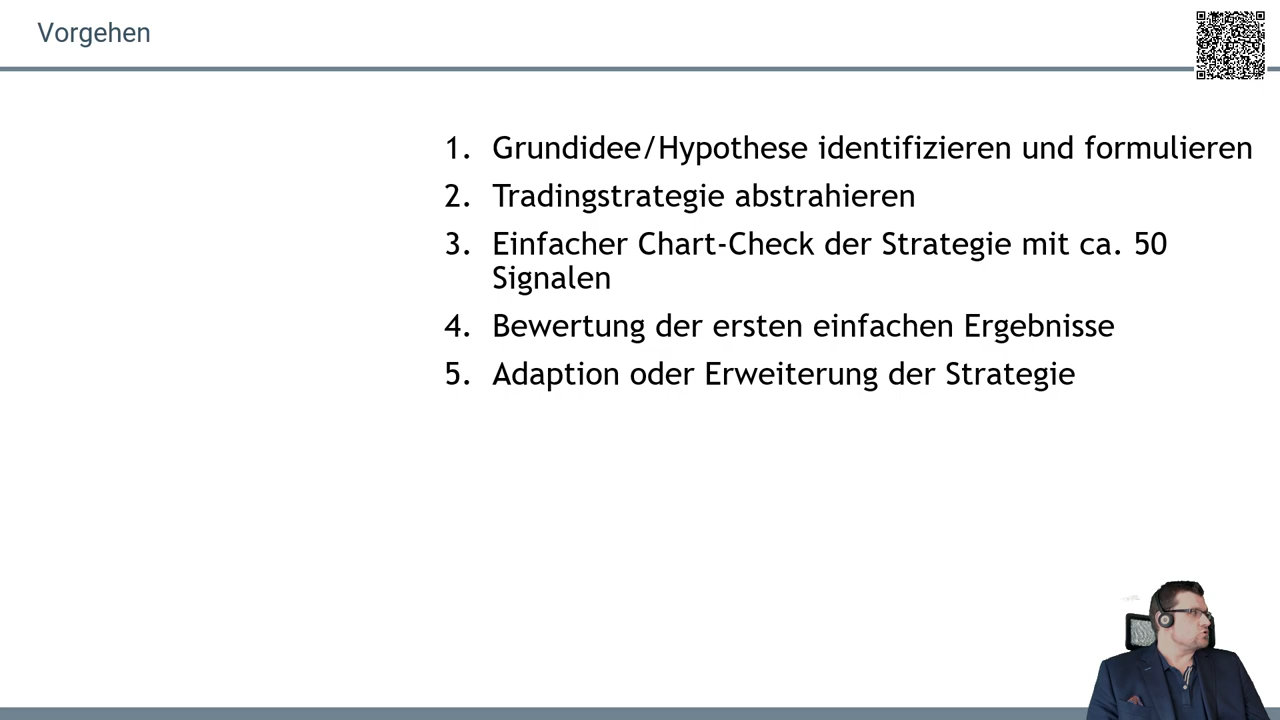 Vorgehen
1. Grundidee/Hypothese identifizieren und formulieren
2. Tradingstrategie abstrahieren
3. Einfacher Chart-Check der Strategie mit ca. 50
Signalen
4. Bewertung der ersten einfachen Ergebnisse
5. Adaption oder Erweiterung der Strategie